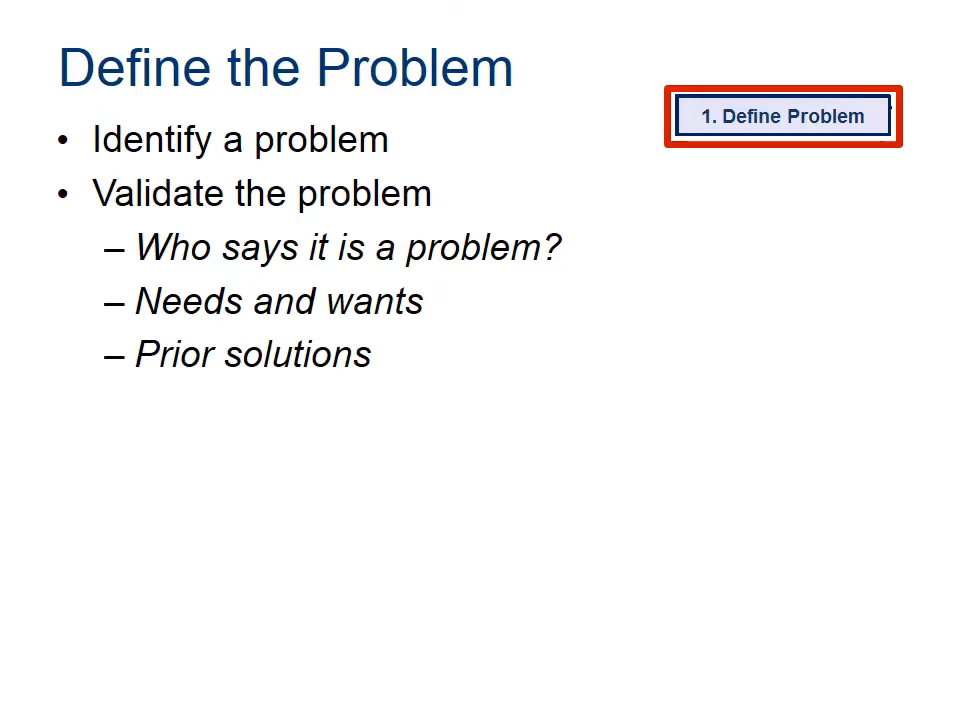 Define the Problem
1. Define Problem
• Identify a problem
• Validate the problem
– Who says it is a problem?
– Needs and wants
– Prior solutions